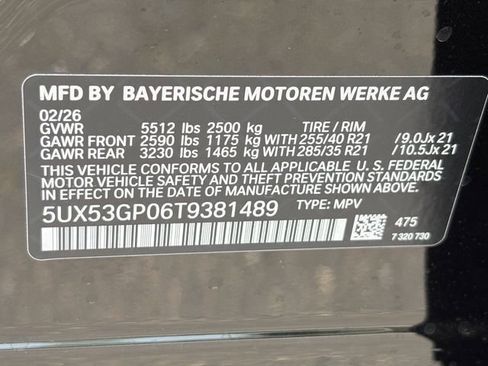 MFD BY BAYERISCHE MOTOREN WERKE AG
02/26
GVWR 5512 lbs 2500 kg TIRE / RIM
GAWR FRONT 2590 lbs 1175 kg WITH 255/40 R21 /9.0Jx 21
GAWR REAR 3230 lbs 1465 kg WITH 285/35 R21 /10.5Jx 21
THIS VEHICLE CONFORMS TO ALL APPLICABLE U. S. FEDERAL
MOTOR VEHICLE SAFETY AND THEFT PREVENTION STANDARDS
IN EFFECT ON THE DATE OF MANUFACTURE SHOWN ABOVE.
5UX53GP06T9381489 TYPE: MPV
475
7 320 730